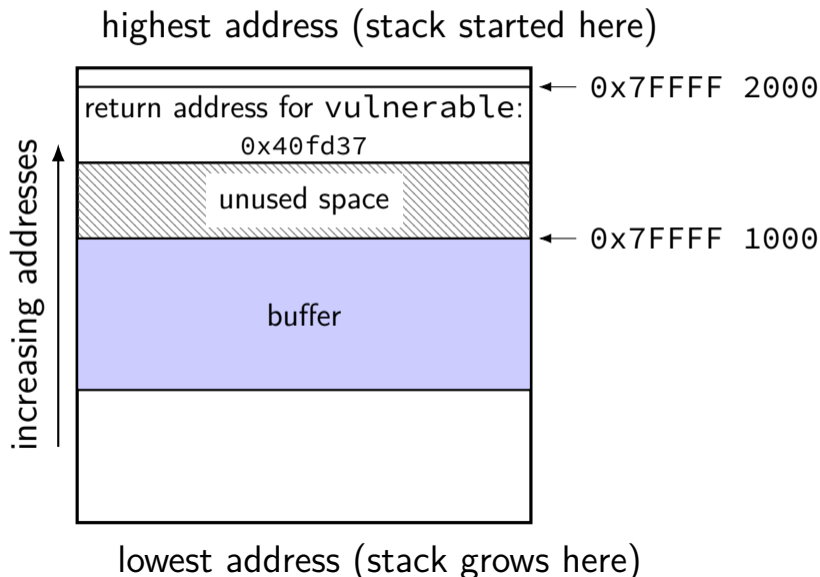 highest address (stack started here)
0x7FFFF 2000
return address for vulnerable:
0x40fd37
unused space
0x7FFFF 1000
increasing addresses
buffer
lowest address (stack grows here)